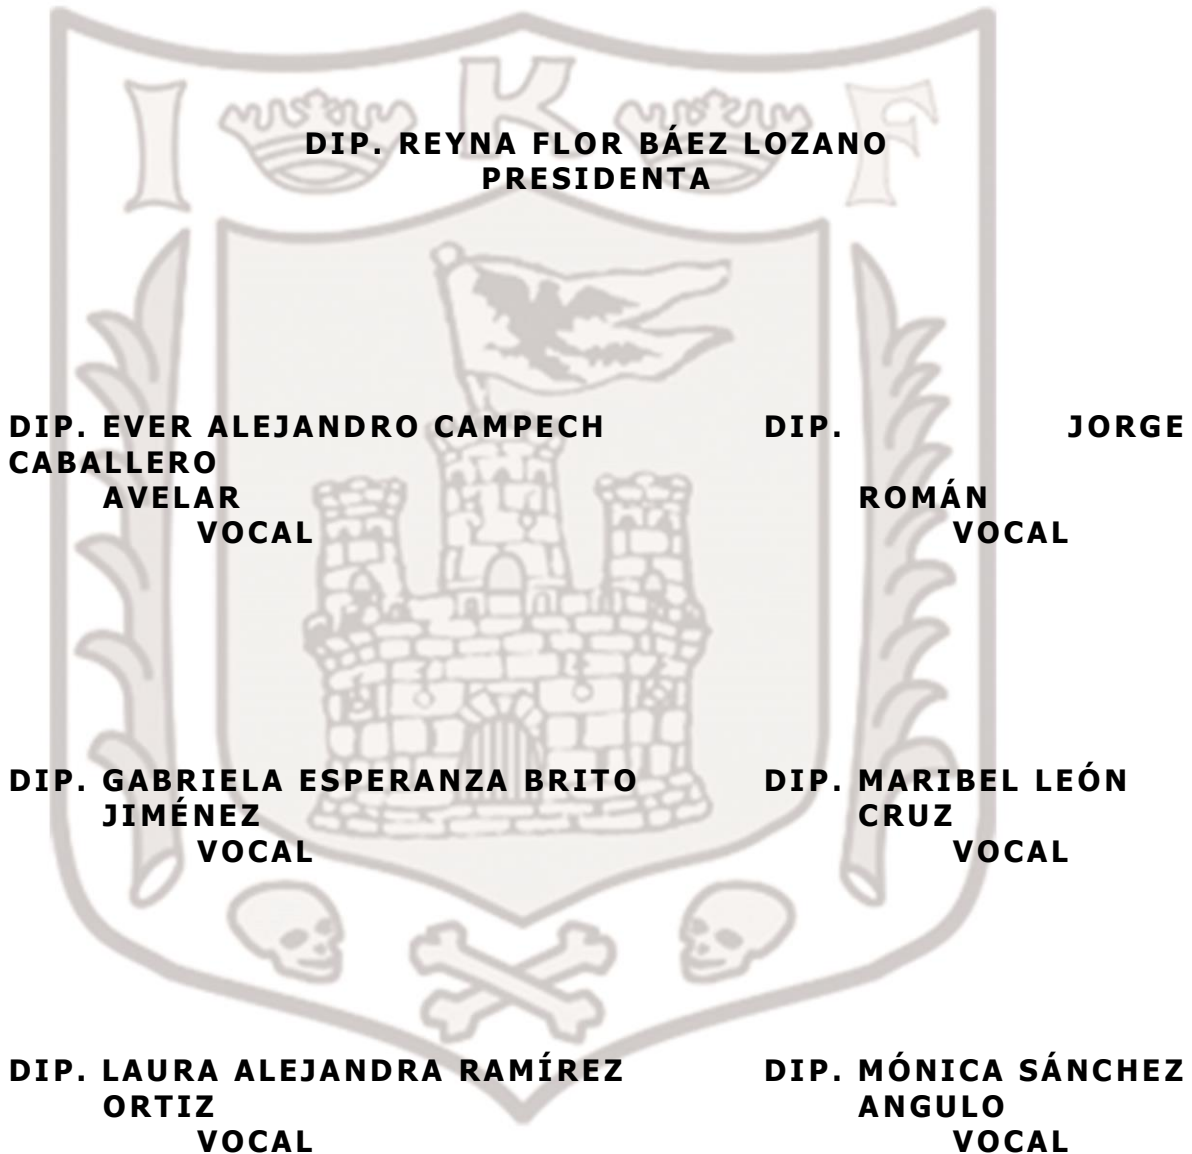 I K F
DIP. REYNA FLOR BÁEZ LOZANO
PRESIDENTA
DIP. EVER ALEJANDRO CAMPECH DIP. JORGE
CABALLERO
AVELAR ROMÁN
VOCAL VOCAL
DIP. GABRIELA ESPERANZA BRITO DIP. MARIBEL LEÓN
JIMÉNEZ CRUZ
VOCAL VOCAL
DIP. LAURA ALEJANDRA RAMÍREZ DIP. MÓNICA SÁNCHEZ
ORTIZ ANGULO
VOCAL VOCAL